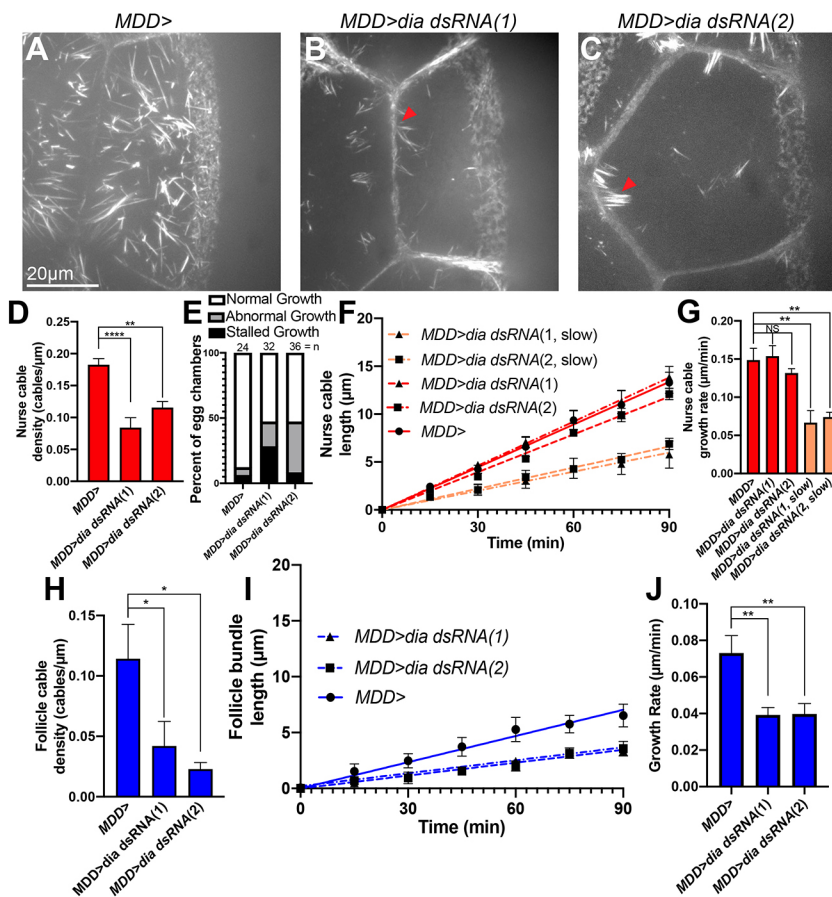 MDD> MDD>dia dsRNA(1) MDD>dia dsRNA(2)
A B C
20µm
D
Nurse cable
density (cables/µm)
0.25
0.20
0.15
0.10
0.05
0.00
****
**
MDD>
MDD>dia dsRNA(1)
MDD>dia dsRNA(2)
E
Normal Growth
Abnormal Growth
Stalled Growth
24 32 36 = n
Percent of egg chambers
100
50
0
MDD>
MDD>dia dsRNA(1)
MDD>dia dsRNA(2)
F
Nurse cable
length (µm)
20
15
10
5
0
MDD>dia dsRNA(1, slow)
MDD>dia dsRNA(2, slow)
MDD>dia dsRNA(1)
MDD>dia dsRNA(2)
MDD>
0 30 60 90
Time (min)
G
Nurse cable
growth rate (µm/min)
0.20
0.15
0.10
0.05
0.00
**
**
NS
MDD>
MDD>dia dsRNA(1)
MDD>dia dsRNA(2)
MDD>dia dsRNA(1, slow)
MDD>dia dsRNA(2, slow)
H
Follicle cable
density (cables/µm)
0.15
0.10
0.05
0.00
*
*
MDD>
MDD>dia dsRNA(1)
MDD>dia dsRNA(2)
I
Follicle bundle
length (µm)
20
15
10
5
0
MDD>dia dsRNA(1)
MDD>dia dsRNA(2)
MDD>
0 30 60 90
Time (min)
J
Growth Rate (µm/min)
0.10
0.08
0.06
0.04
0.02
0.00
**
**
MDD>
MDD>dia dsRNA(1)
MDD>dia dsRNA(2)